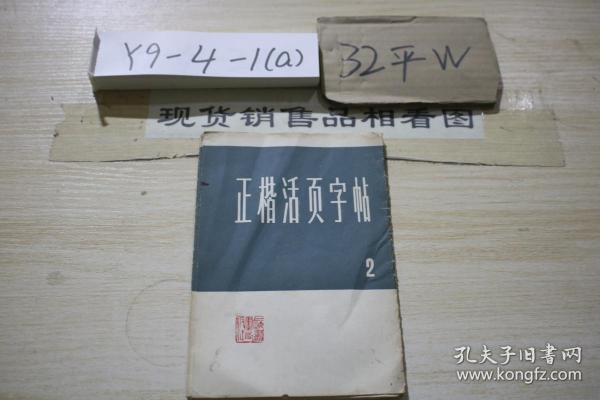 Y9-4-1(a)
32平W
现货销售品相看图
正楷活页字帖
2
孔夫子旧书网
www.kongfz.com